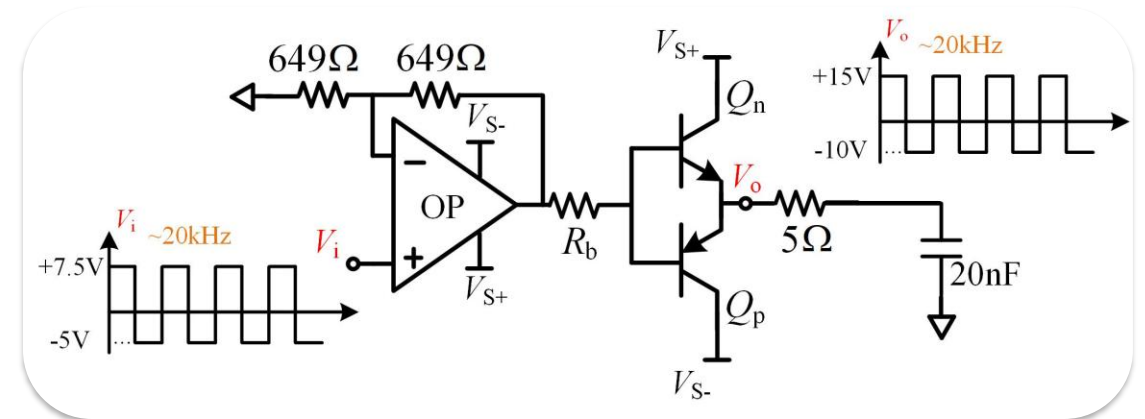 649Ω 649Ω
V_S-
OP
V_S+
V_i
R_b
V_i ~20kHz
+7.5V
-5V
...
V_S+
Q_n
V_o
5Ω
20nF
Q_p
V_S-
V_o ~20kHz
+15V
-10V
...